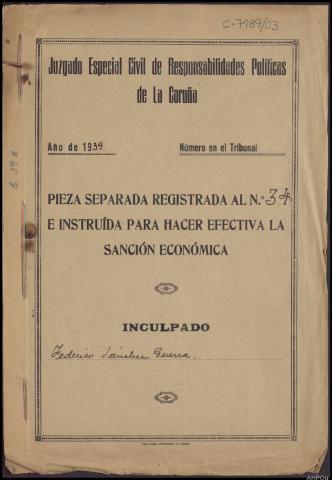 C-7189/03
Juzgado Especial Civil de Responsabilidades Políticas
de La Coruña
Año de 1939.
Número en el Tribunal
PIEZA SEPARADA REGISTRADA AL N.º 34
E INSTRUÍDA PARA HACER EFECTIVA LA
SANCIÓN ECONÓMICA
INCULPADO
Federico Sánchez Guerra.